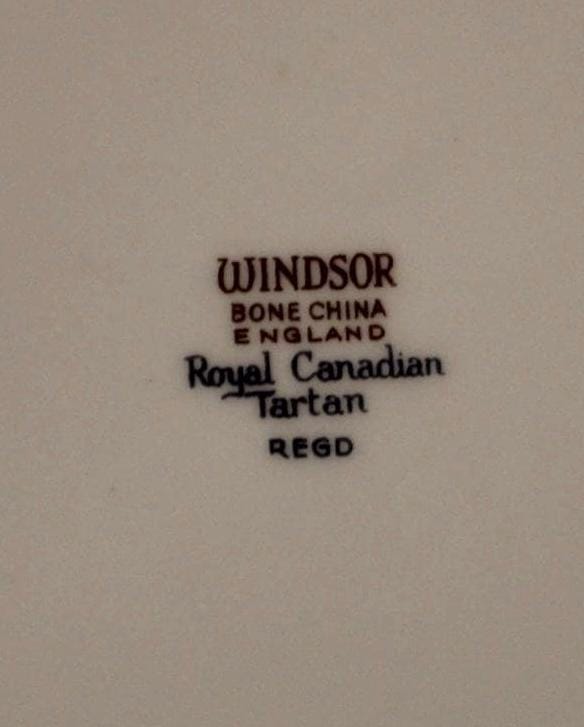 WINDSOR
BONE CHINA
ENGLAND
Royal Canadian
Tartan
REGD